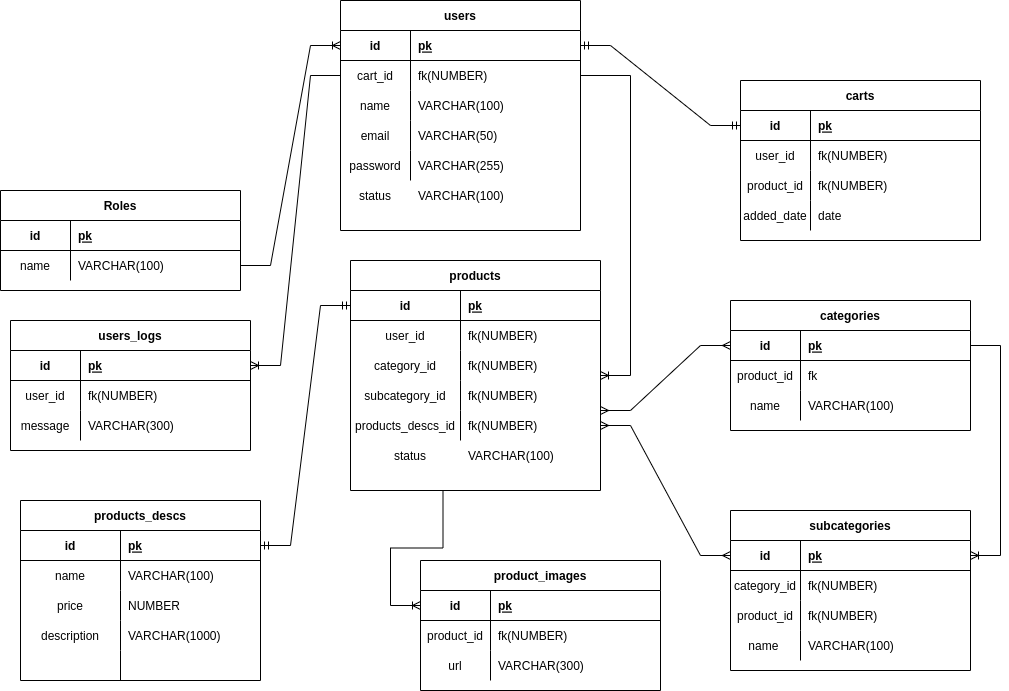 users
id pk
cart_id fk(NUMBER)
name VARCHAR(100)
email VARCHAR(50)
password VARCHAR(255)
status VARCHAR(100)
carts
id pk
user_id fk(NUMBER)
product_id fk(NUMBER)
added_date date
Roles
id pk
name VARCHAR(100)
products
id pk
user_id fk(NUMBER)
category_id fk(NUMBER)
subcategory_id fk(NUMBER)
products_descs_id fk(NUMBER)
status VARCHAR(100)
categories
id pk
product_id fk
name VARCHAR(100)
users_logs
id pk
user_id fk(NUMBER)
message VARCHAR(300)
products_descs
id pk
name VARCHAR(100)
price NUMBER
description VARCHAR(1000)
product_images
id pk
product_id fk(NUMBER)
url VARCHAR(300)
subcategories
id pk
category_id fk(NUMBER)
product_id fk(NUMBER)
name VARCHAR(100)